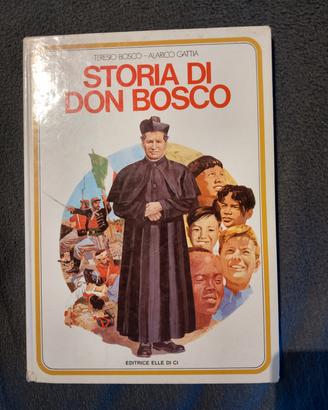 TERESIO BOSCO - ALARICO GATTIA
STORIA DI
DON BOSCO
EDITRICE ELLE DI CI